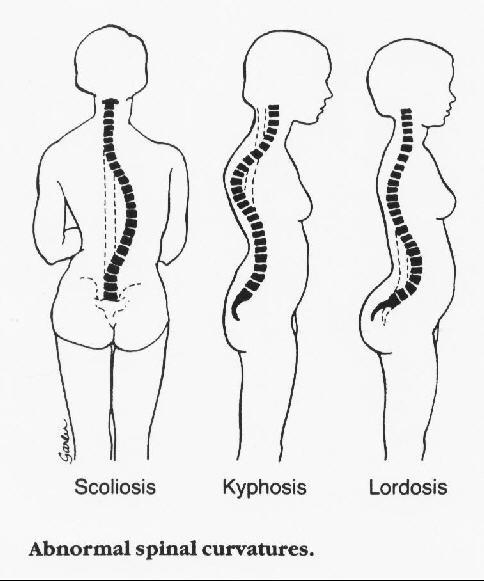 Scoliosis Kyphosis Lordosis
Abnormal spinal curvatures.